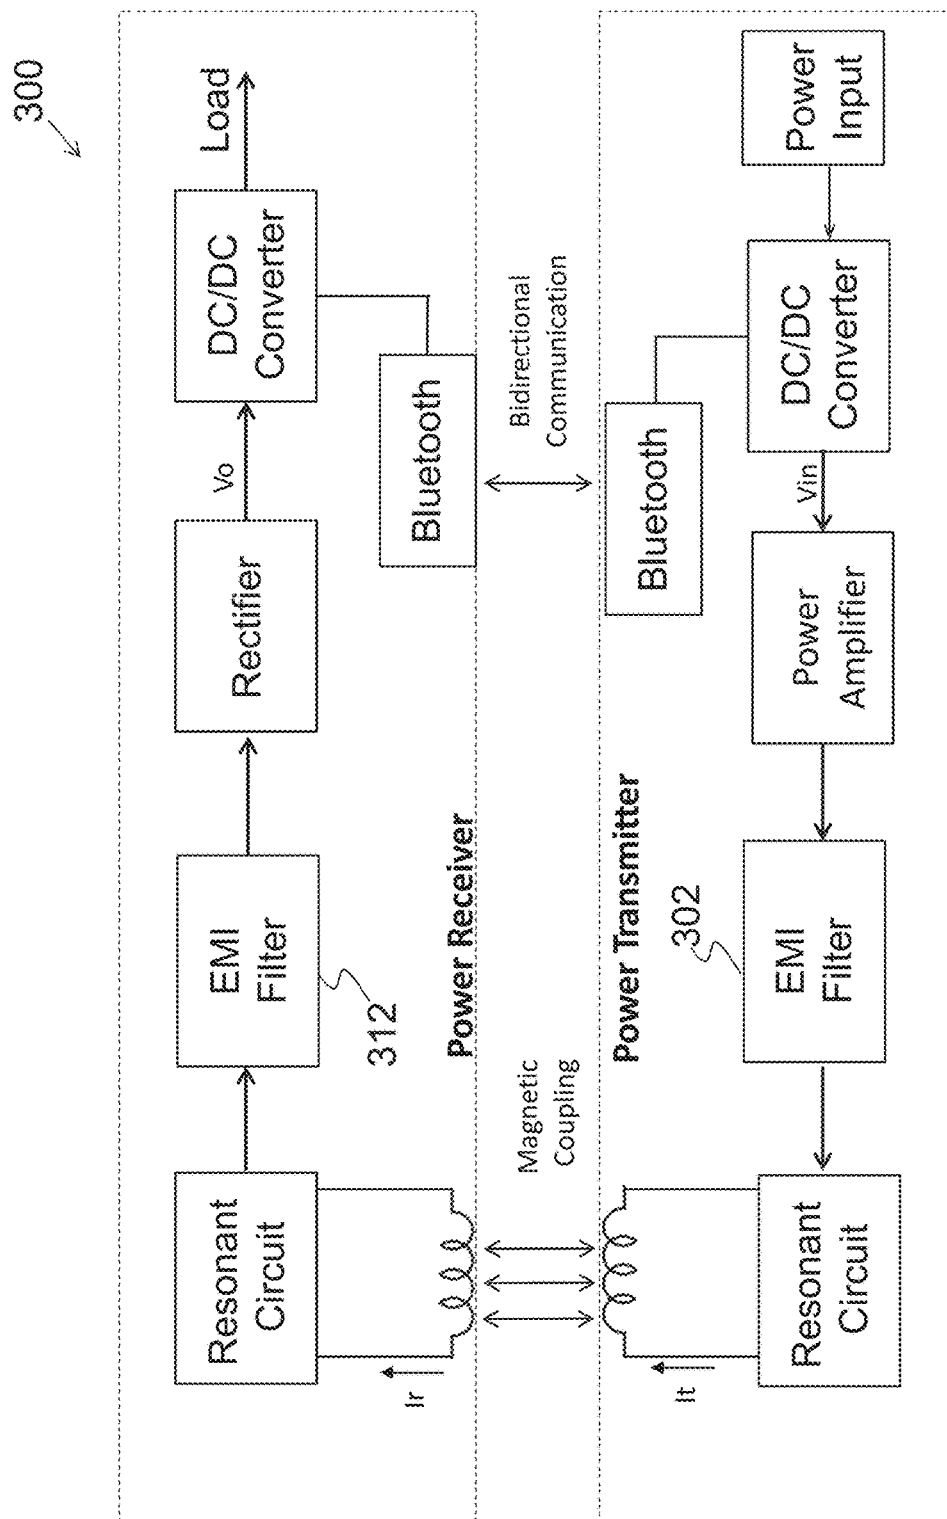 300
Load
DC/DC
Converter
Vo
Rectifier
EMI
Filter
312
Resonant
Circuit
Ir
Bluetooth
Power Receiver
Bidirectional
Communication
Magnetic
Coupling
Power Transmitter
Power
Input
DC/DC
Converter
Bluetooth
Vin
Power
Amplifier
302
EMI
Filter
Resonant
Circuit
It